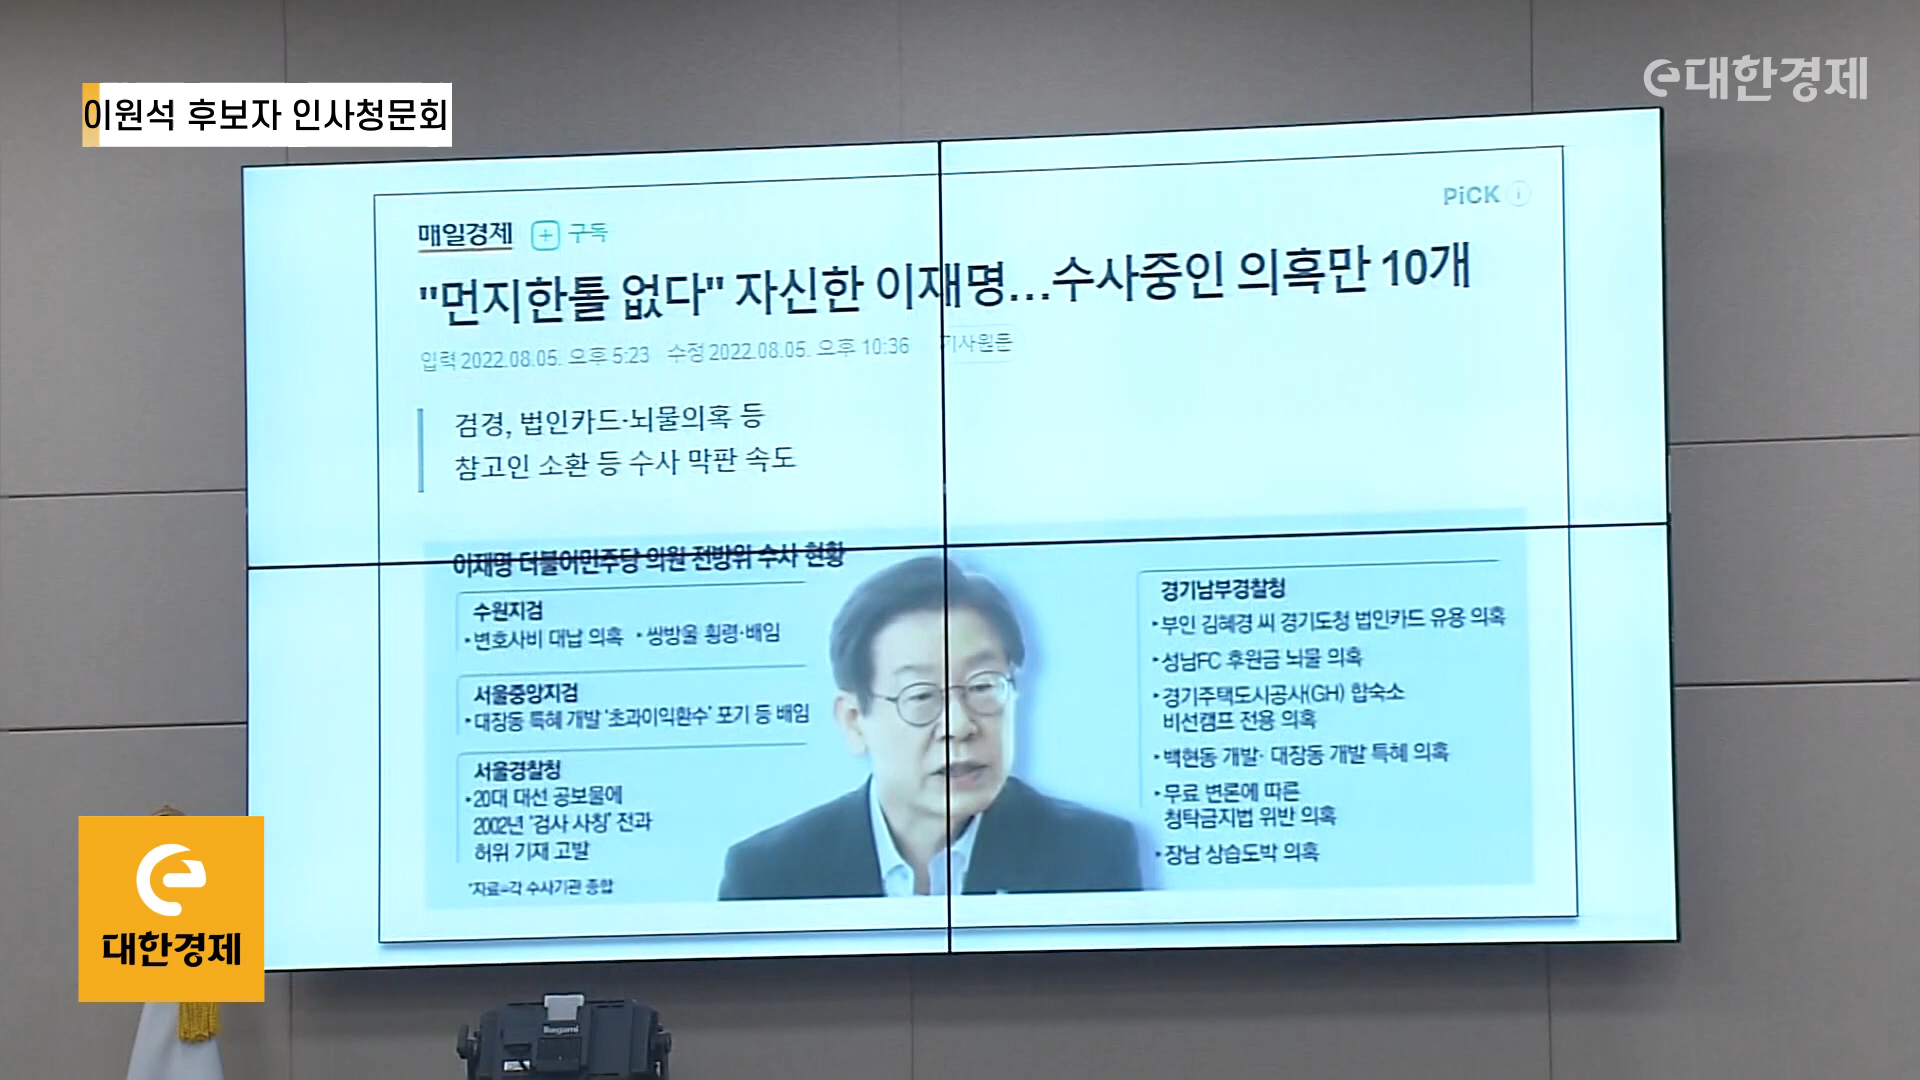 이원석 후보자 인사청문회
e대한경제
매일경제 + 구독
PiCK i
"먼지한톨 없다" 자신한 이재명...수사중인 의혹만 10개
입력 2022.08.05. 오후 5:23 수정 2022.08.05. 오후 10:36 기사원문
검경, 법인카드·뇌물의혹 등
참고인 소환 등 수사 막판 속도
이재명 더불어민주당 의원 전방위 수사 현황
수원지검
•변호사비 대납 의혹 •쌍방울 횡령·배임
서울중앙지검
•대장동 특혜 개발 '초과이익환수' 포기 등 배임
서울경찰청
•20대 대선 공보물에
2002년 '검사 사칭' 전과
허위 기재 고발
*자료=각 수사기관 종합
경기남부경찰청
•부인 김혜경 씨 경기도청 법인카드 유용 의혹
•성남FC 후원금 뇌물 의혹
•경기주택도시공사(GH) 합숙소
비선캠프 전용 의혹
•백현동 개발· 대장동 개발 특혜 의혹
•무료 변론에 따른
청탁금지법 위반 의혹
•장남 상습도박 의혹
e
대한경제
Ikegami